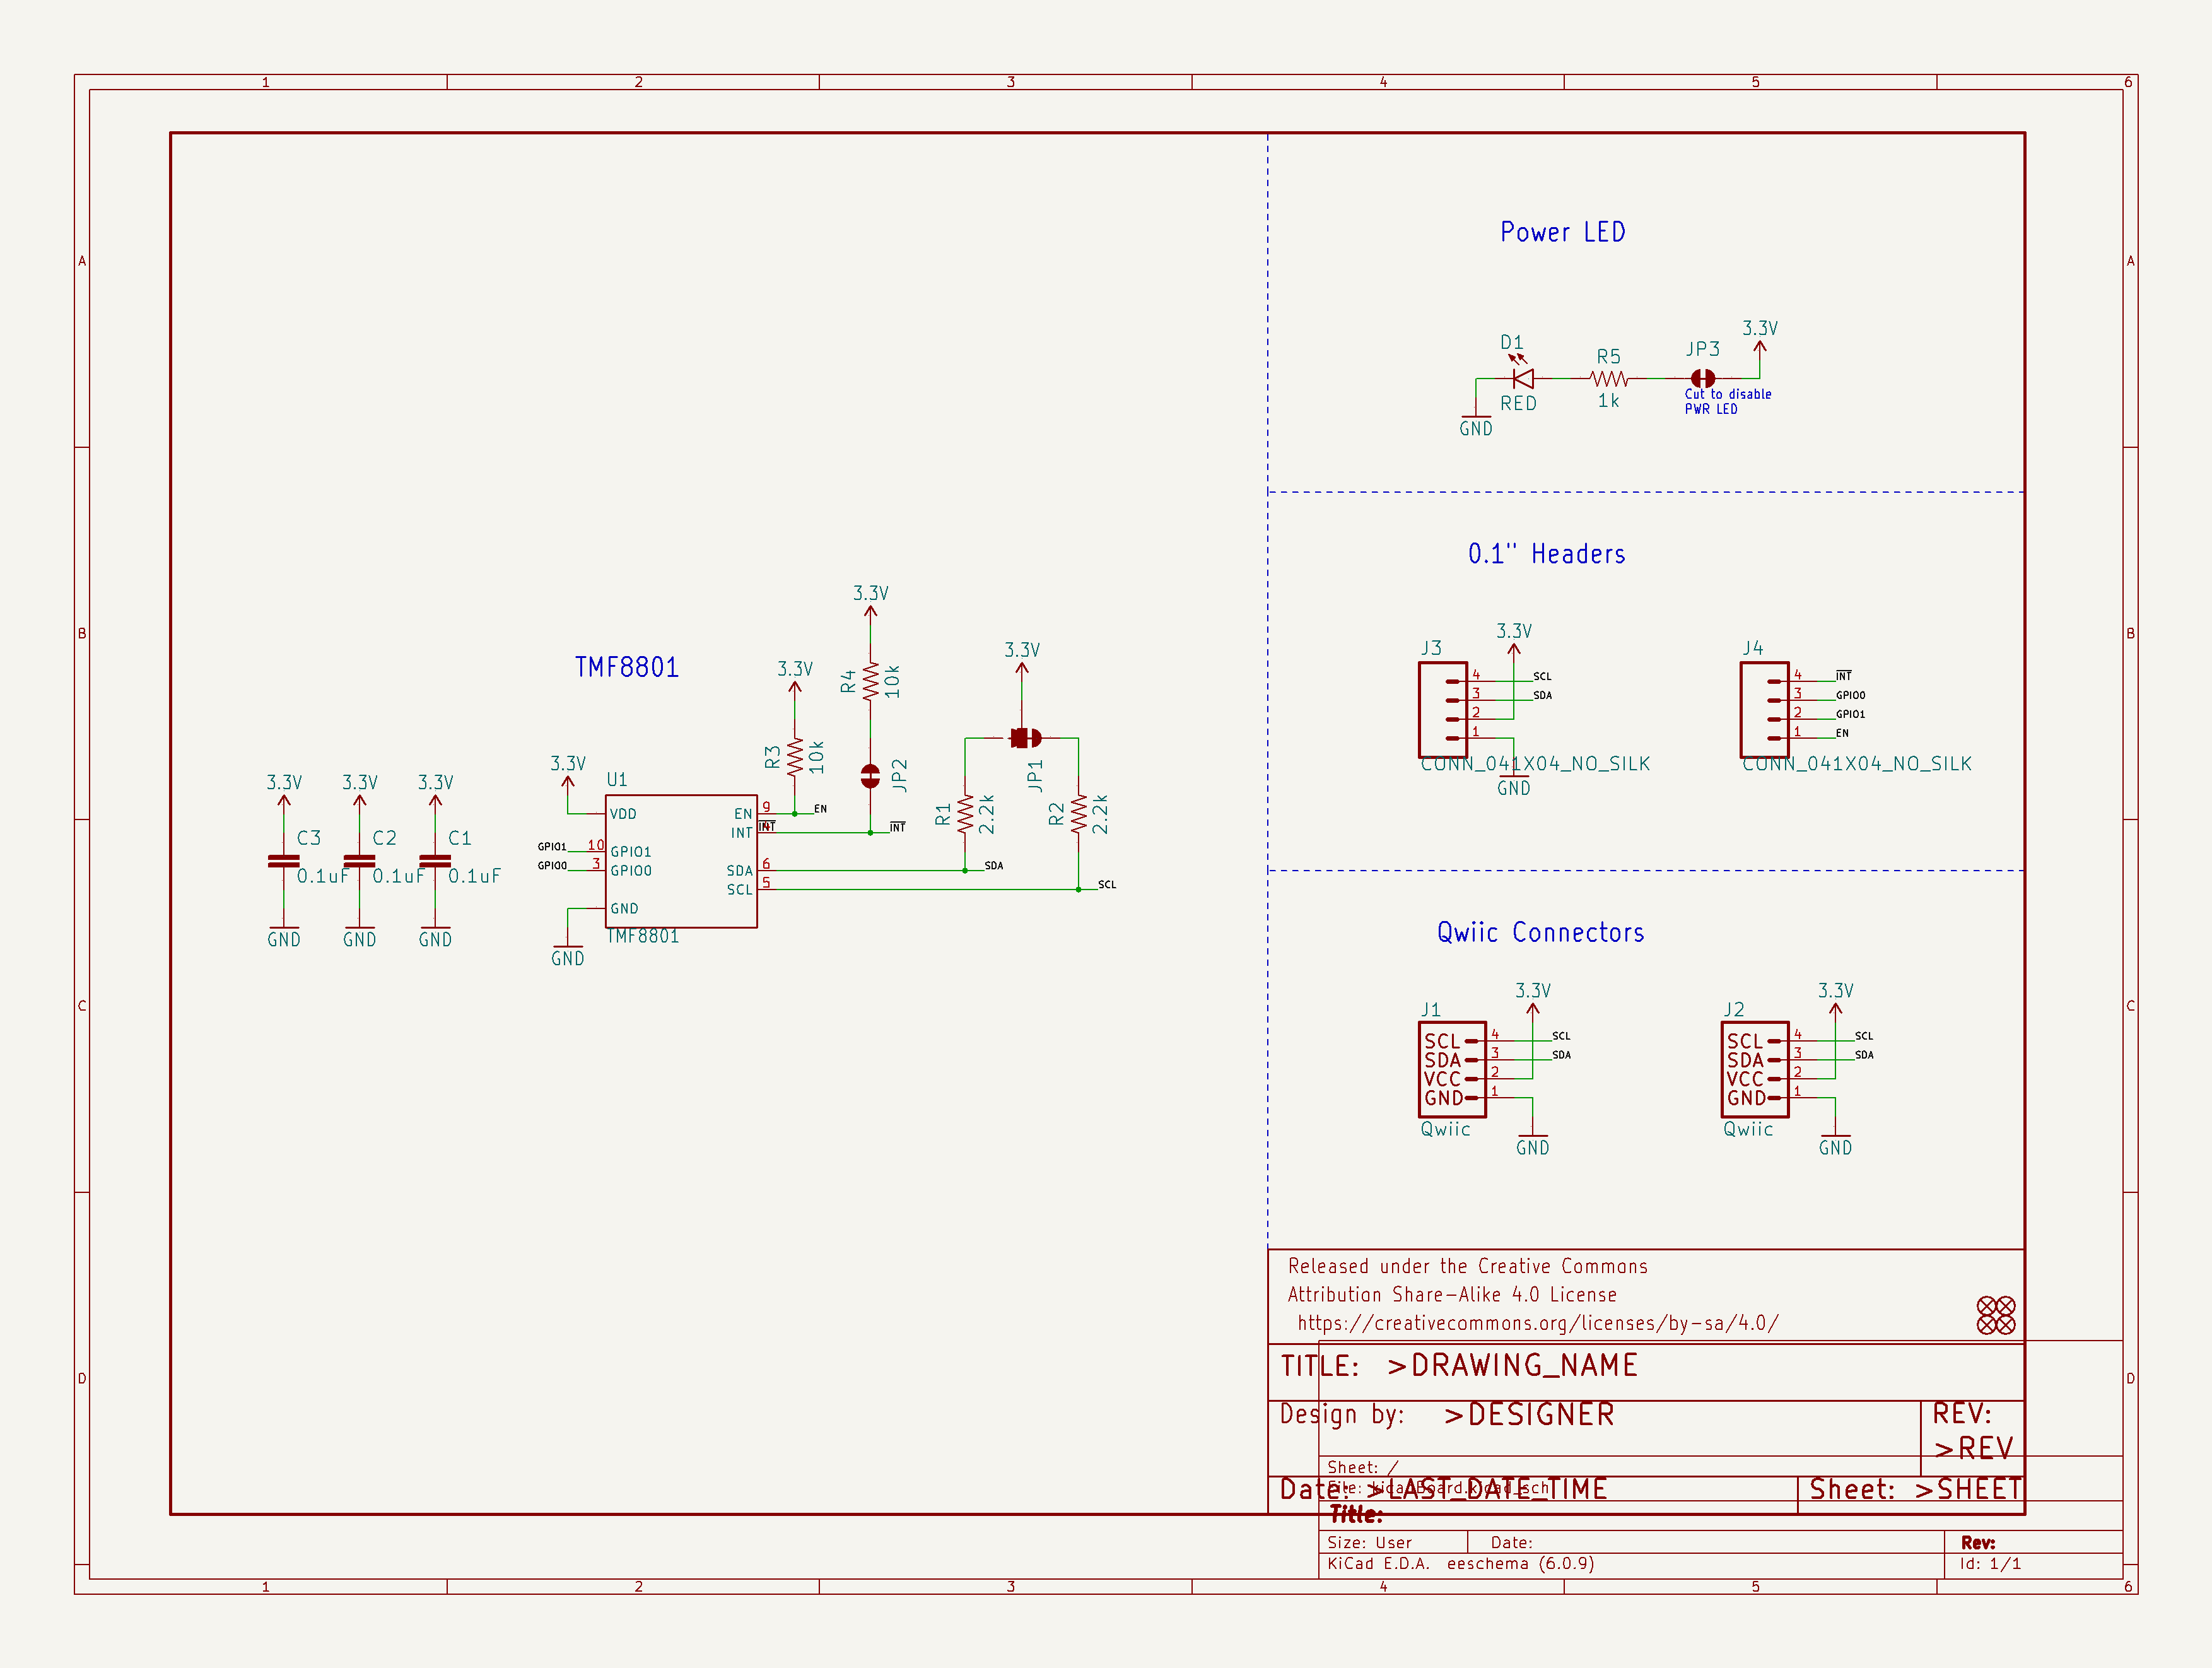 1 2 3 4 5 6
A A
B B
C C
D D
Power LED
D1
RED
R5
1k
JP3
3.3V
Cut to disable
PWR LED
GND
0.1" Headers
J3
3.3V
4 SCL
3 SDA
2
1
CONN_041X04_NO_SILK
GND
J4
4 INT
3 GPIO0
2 GPIO1
1 EN
CONN_041X04_NO_SILK
TMF8801
3.3V
C3
0.1uF
GND
3.3V
C2
0.1uF
GND
3.3V
C1
0.1uF
GND
3.3V
U1
VDD
GPIO1 10 GPIO1
GPIO0 3 GPIO0
GND
GND
TMF8801
EN 9 EN
INT INT INT
SDA 6 SDA
SCL 5 SCL
3.3V
R3
10k
3.3V
R4
10k
JP2
3.3V
JP1
R1
2.2k
R2
2.2k
Qwiic Connectors
J1
3.3V
SCL 4 SCL
SDA 3 SDA
VCC 2
GND 1
Qwiic
GND
J2
3.3V
SCL 4 SCL
SDA 3 SDA
VCC 2
GND 1
Qwiic
GND
Released under the Creative Commons
Attribution Share-Alike 4.0 License
https://creativecommons.org/licenses/by-sa/4.0/
TITLE: >DRAWING_NAME
Design by: >DESIGNER
REV:
>REV
Sheet: /
File: kicadBoard.kicad_sch
Date: >LAST_DATE_TIME
Sheet: >SHEET
Title:
Size: User Date: Rev:
KiCad E.D.A. eeschema (6.0.9) Id: 1/1
1 2 3 4 5 6